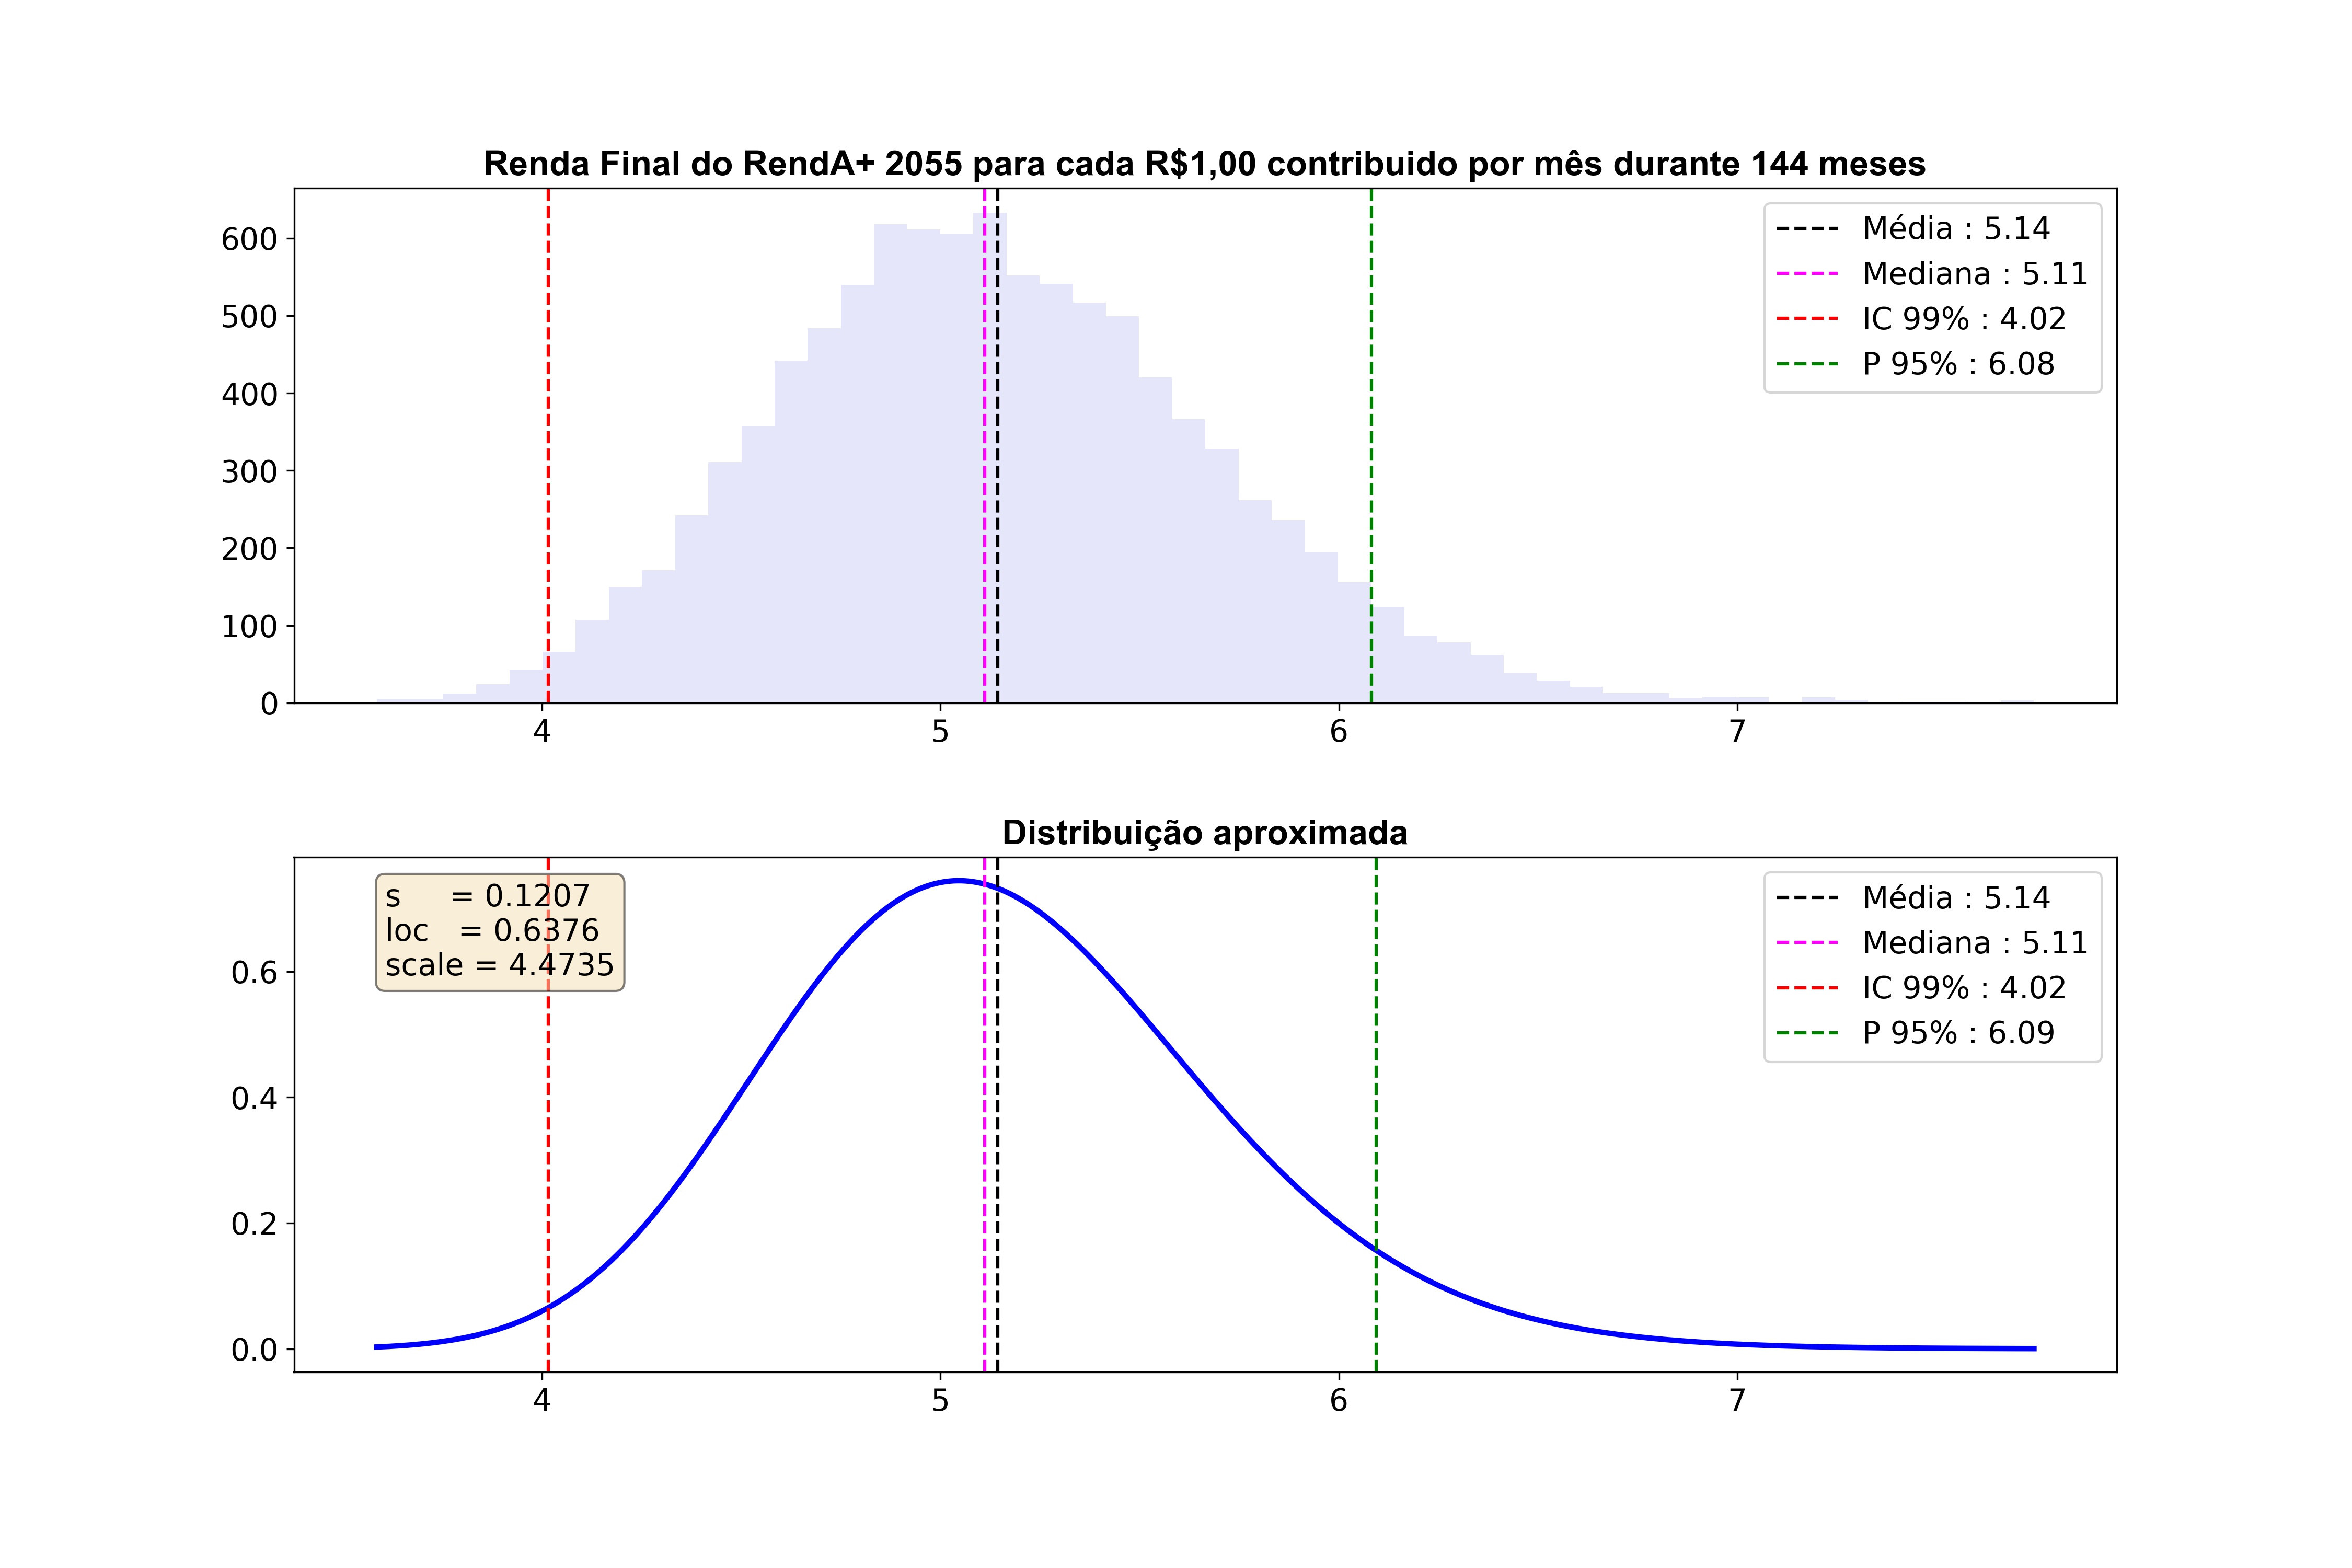 Renda Final do RendA+ 2055 para cada R$1,00 contribuido por mês durante 144 meses
600
500
400
300
200
100
0
4
5
6
7
Média : 5.14
Mediana : 5.11
IC 99% : 4.02
P 95% : 6.08
Distribuição aproximada
s = 0.1207
loc = 0.6376
scale = 4.4735
0.6
0.4
0.2
0.0
4
5
6
7
Média : 5.14
Mediana : 5.11
IC 99% : 4.02
P 95% : 6.09